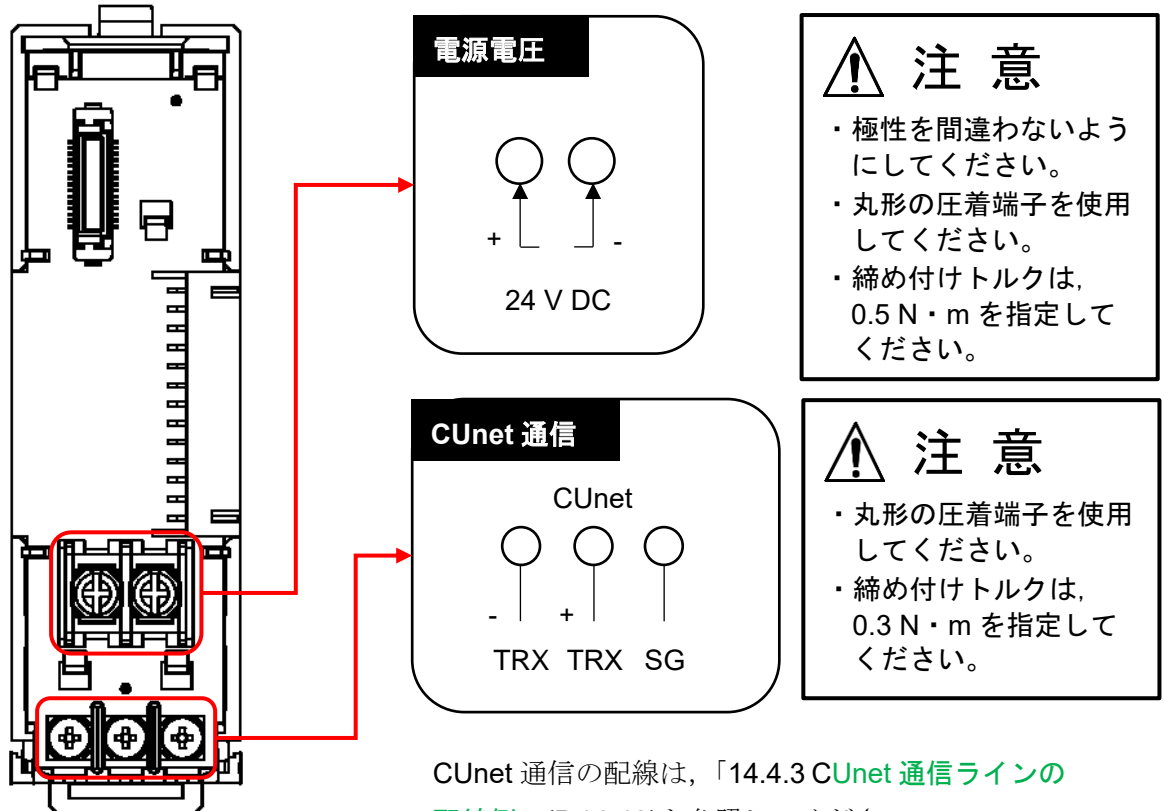 電源電圧
+ -
24 V DC
注 意
・極性を間違わないよう
にしてください。
・丸形の圧着端子を使用
してください。
・締め付けトルクは,
0.5 N・m を指定して
ください。
CUnet 通信
CUnet
- +
TRX TRX SG
注 意
・丸形の圧着端子を使用
してください。
・締め付けトルクは,
0.3 N・m を指定して
ください。
CUnet 通信の配線は,「14.4.3 CUnet 通信ラインの